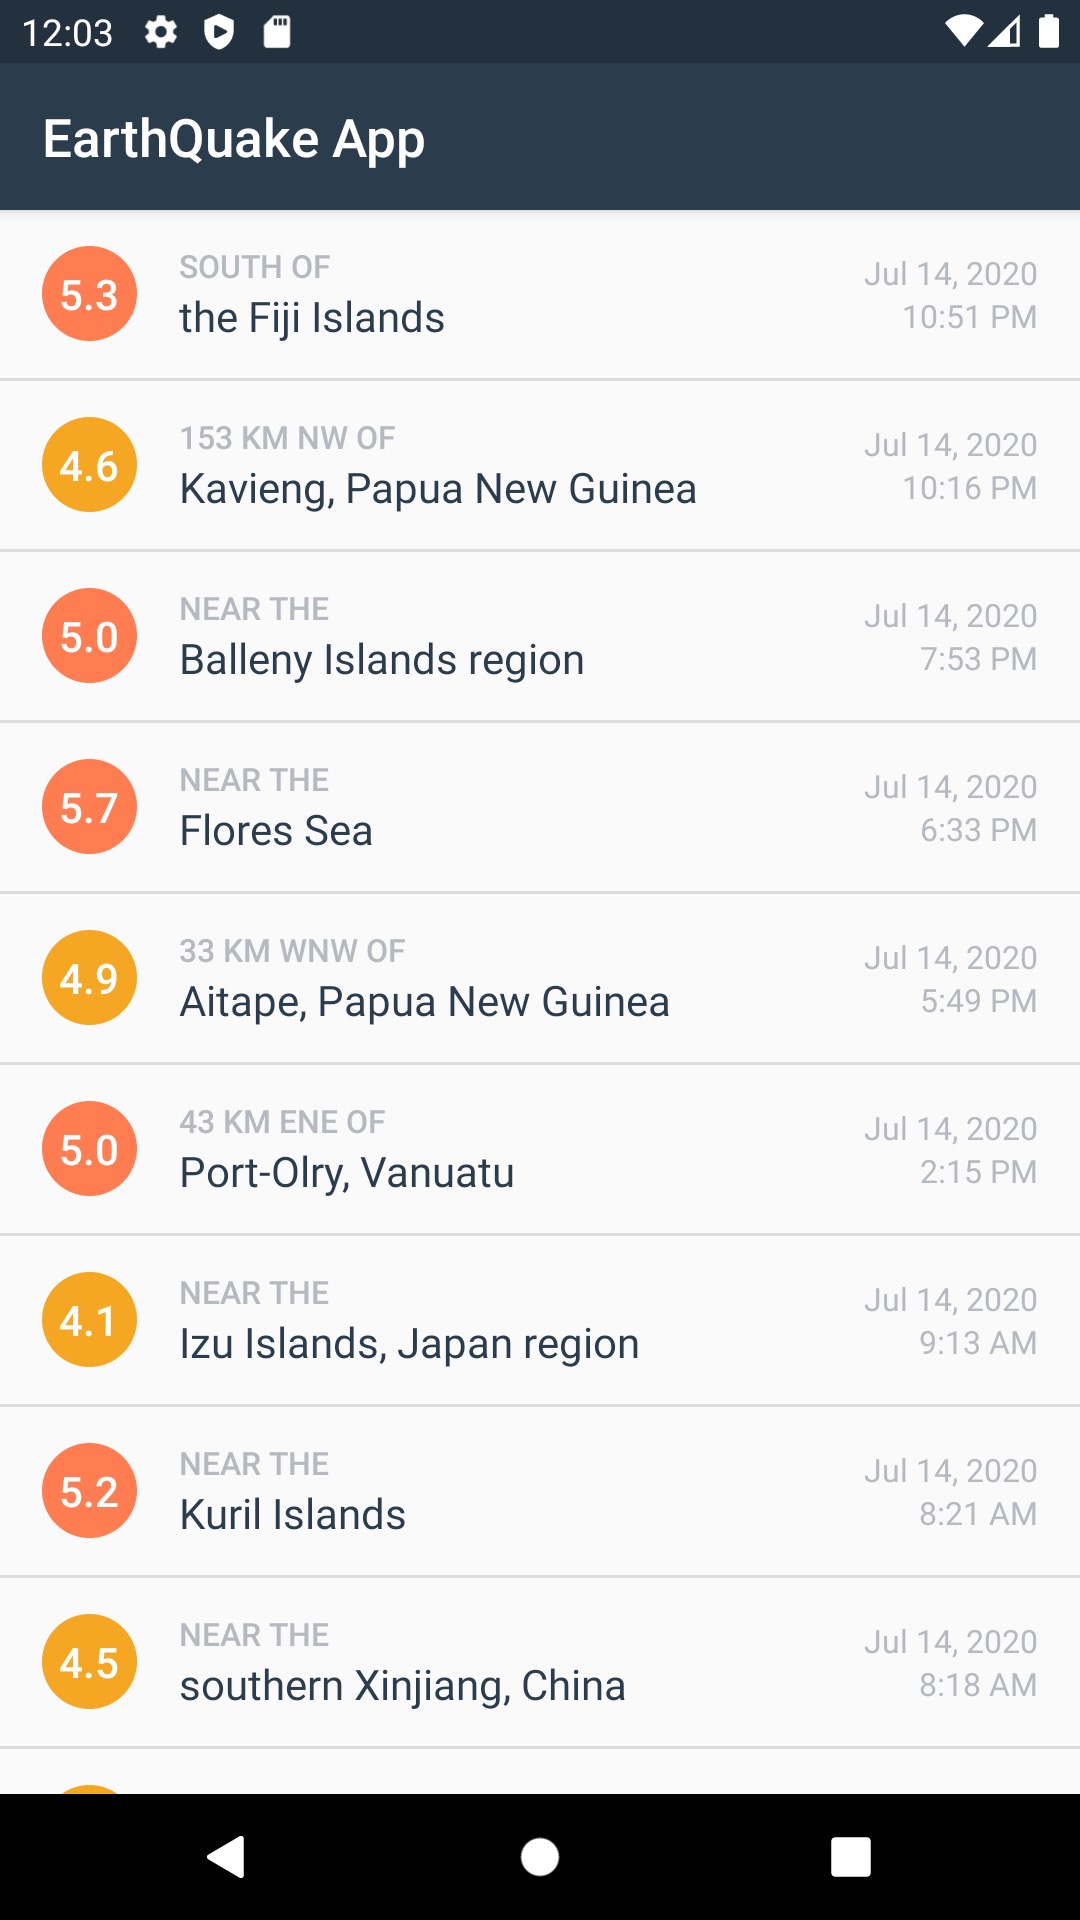 12:03
EarthQuake App
5.3
SOUTH OF
the Fiji Islands
Jul 14, 2020
10:51 PM
4.6
153 KM NW OF
Kavieng, Papua New Guinea
Jul 14, 2020
10:16 PM
5.0
NEAR THE
Balleny Islands region
Jul 14, 2020
7:53 PM
5.7
NEAR THE
Flores Sea
Jul 14, 2020
6:33 PM
4.9
33 KM WNW OF
Aitape, Papua New Guinea
Jul 14, 2020
5:49 PM
5.0
43 KM ENE OF
Port-Olry, Vanuatu
Jul 14, 2020
2:15 PM
4.1
NEAR THE
Izu Islands, Japan region
Jul 14, 2020
9:13 AM
5.2
NEAR THE
Kuril Islands
Jul 14, 2020
8:21 AM
4.5
NEAR THE
southern Xinjiang, China
Jul 14, 2020
8:18 AM